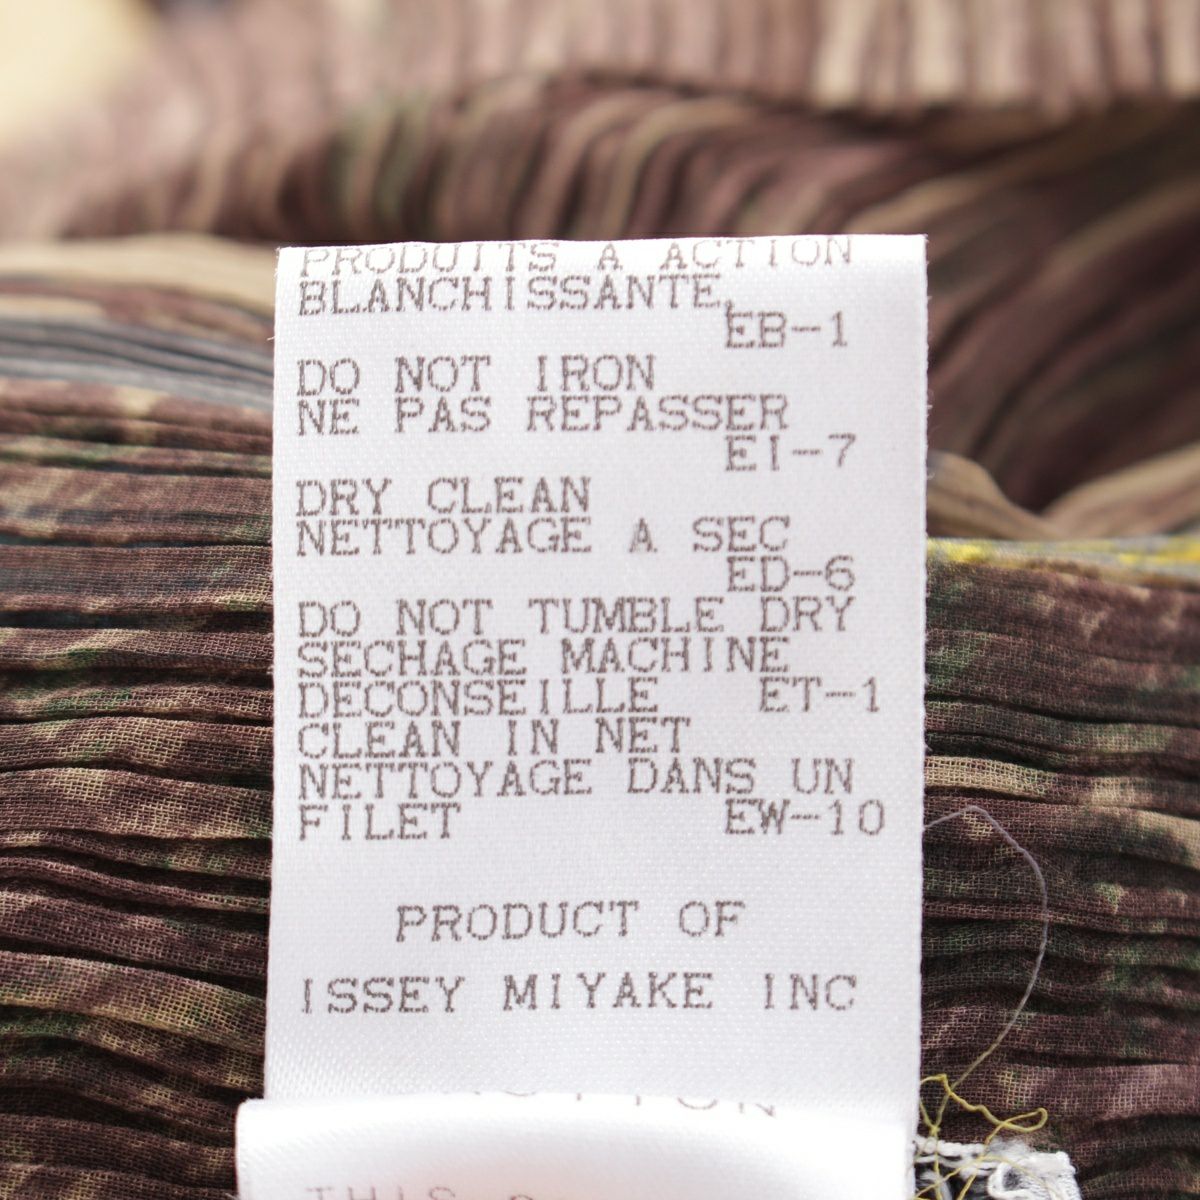 PRODUITS A ACTION
BLANCHISSANTE,
EB-1
DO NOT IRON
NE PAS REPASSER
EI-7
DRY CLEAN
NETTOYAGE A SEC
ED-6
DO NOT TUMBLE DRY
SECHAGE MACHINE
DECONSEILLE ET-1
CLEAN IN NET
NETTOYAGE DANS UN
FILET EW-10
PRODUCT OF
ISSEY MIYAKE INC
THIS